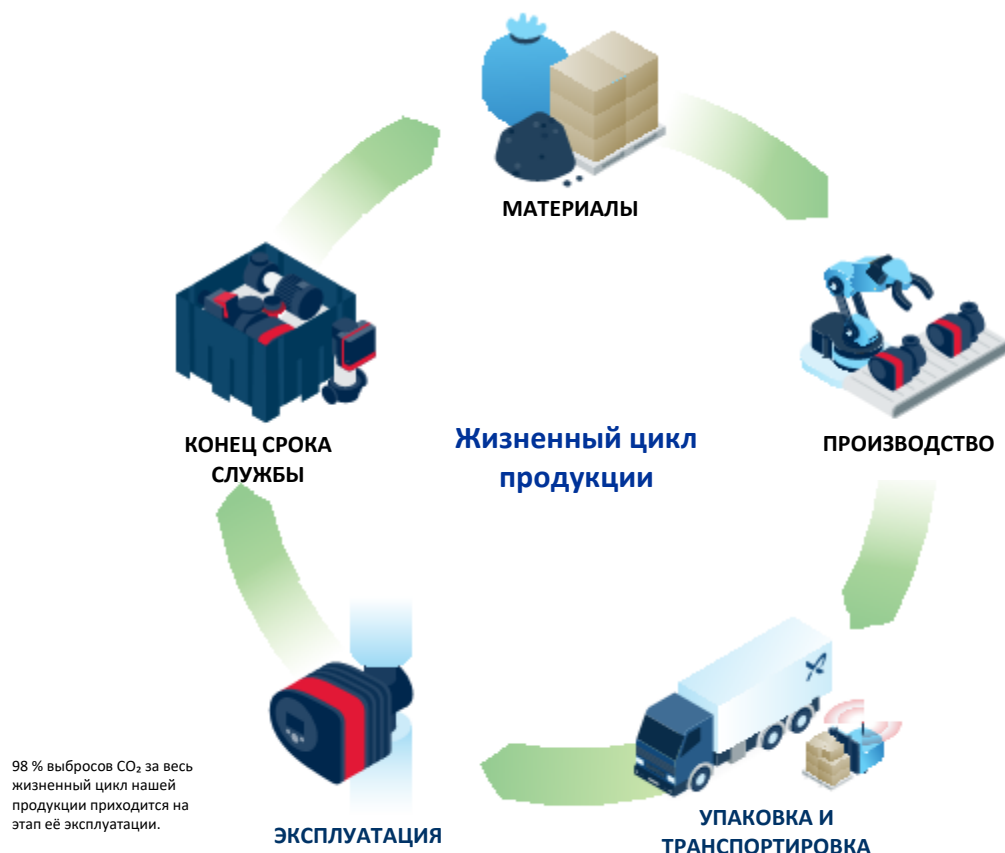 МАТЕРИАЛЫ
КОНЕЦ СРОКА
СЛУЖБЫ
Жизненный цикл
продукции
ПРОИЗВОДСТВО
98 % выбросов CO₂ за весь
жизненный цикл нашей
продукции приходится на
этап её эксплуатации.
ЭКСПЛУАТАЦИЯ
УПАКОВКА И
ТРАНСПОРТИРОВКА